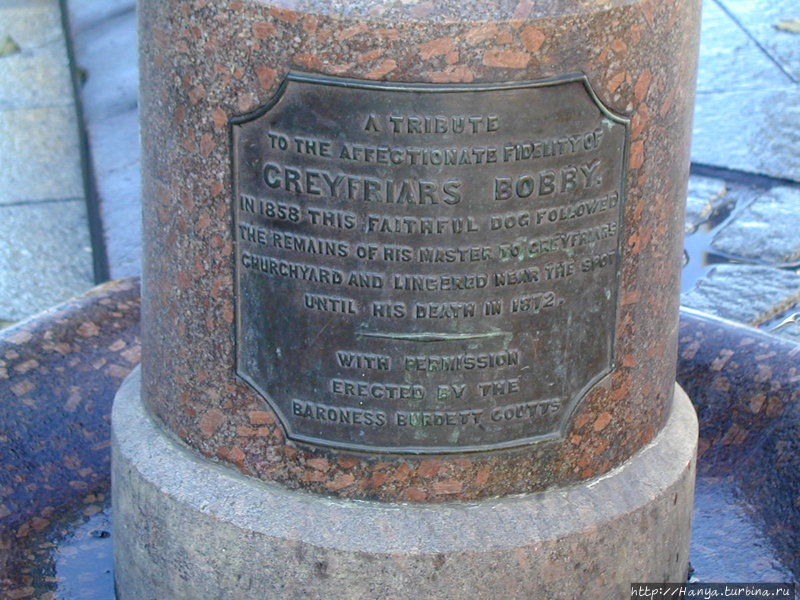 A TRIBUTE
TO THE AFFECTIONATE FIDELITY OF
GREYFRIARS BOBBY.
IN 1858 THIS FAITHFUL DOG FOLLOWED
THE REMAINS OF HIS MASTER TO GREYFRIARS
CHURCHYARD AND LINGERED NEAR THE SPOT
UNTIL HIS DEATH IN 1872.
WITH PERMISSION
ERECTED BY THE
BARONESS BURDETT COUTTS
http://Hanya.turbina.ru